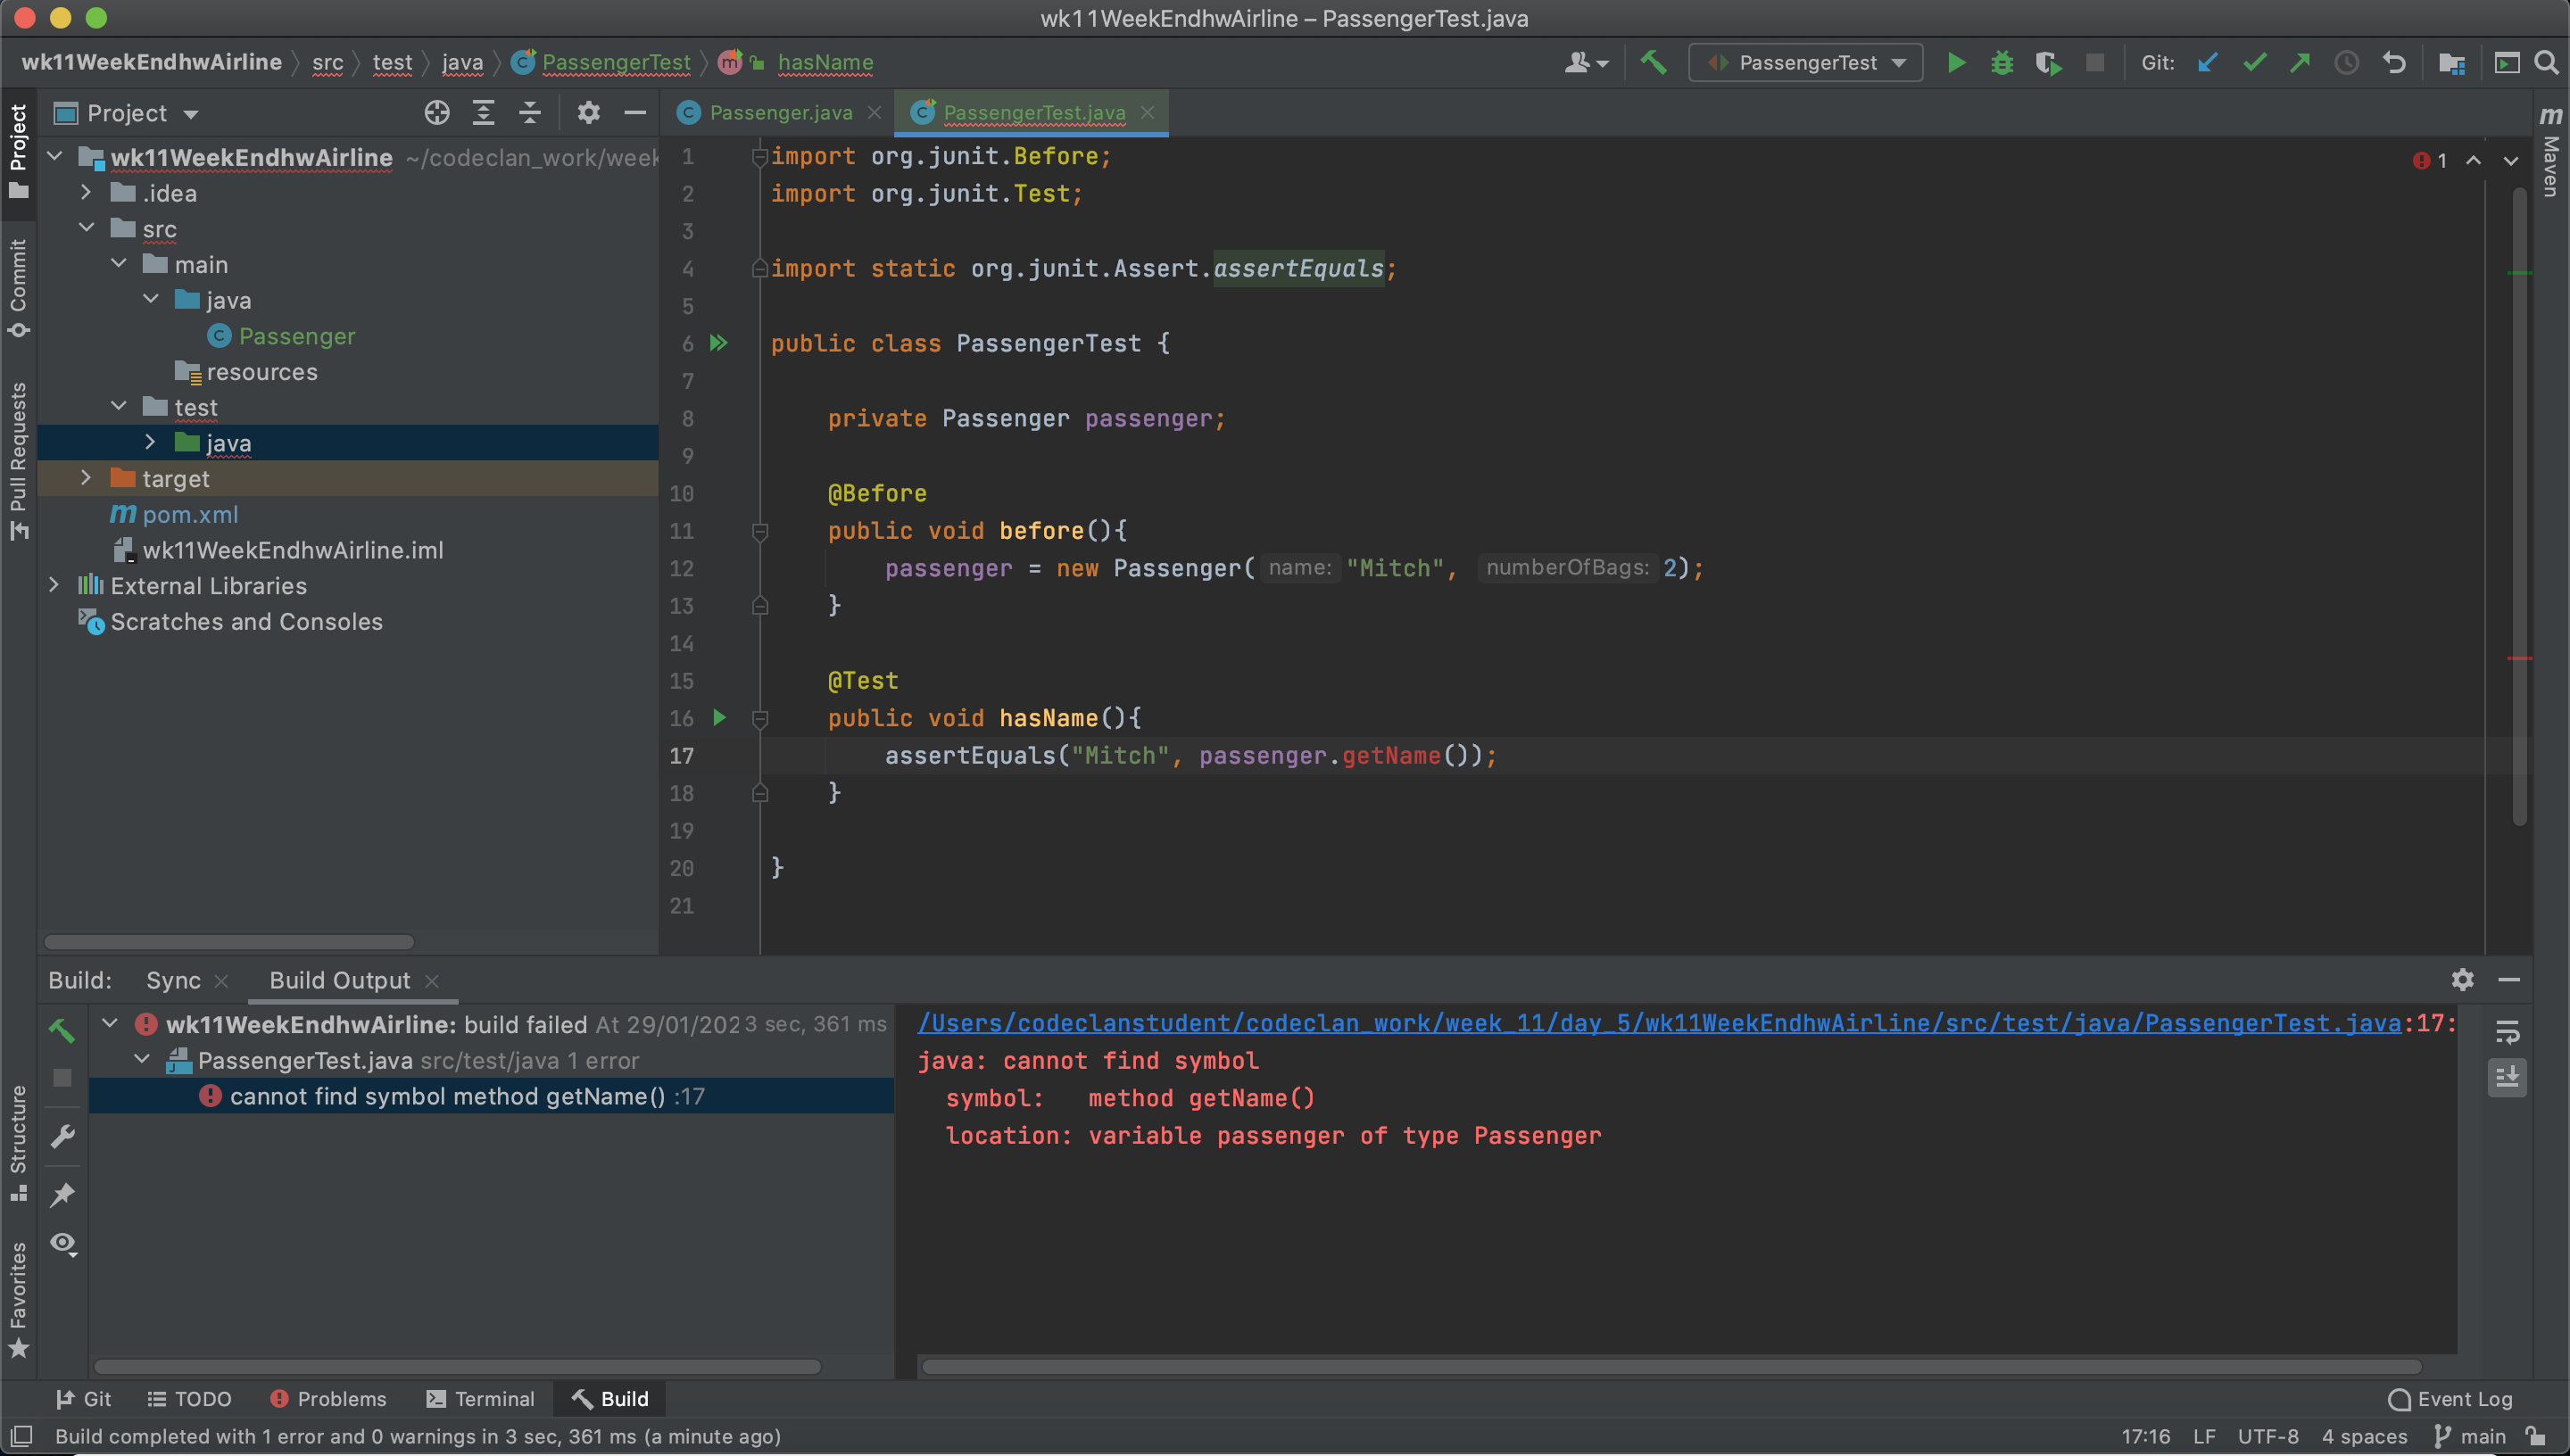 wk11WeekEndhwAirline – PassengerTest.java
wk11WeekEndhwAirline src test java PassengerTest hasName PassengerTest Git:
Project
Passenger.java PassengerTest.java
wk11WeekEndhwAirline ~/codeclan_work/week
.idea
src
main
java
Passenger
resources
test
java
target
pom.xml
wk11WeekEndhwAirline.iml
External Libraries
Scratches and Consoles
Project
Commit
Pull Requests
Structure
Favorites
Maven
1
1 import org.junit.Before;
2 import org.junit.Test;
3
4 import static org.junit.Assert.assertEquals;
5
6 public class PassengerTest {
7
8 private Passenger passenger;
9
10 @Before
11 public void before(){
12 passenger = new Passenger( name: "Mitch", numberOfBags: 2);
13 }
14
15 @Test
16 public void hasName(){
17 assertEquals("Mitch", passenger.getName());
18 }
19
20 }
21
Build: Sync Build Output
wk11WeekEndhwAirline: build failed At 29/01/202 3 sec, 361 ms
PassengerTest.java src/test/java 1 error
cannot find symbol method getName() :17
/Users/codeclanstudent/codeclan_work/week_11/day_5/wk11WeekEndhwAirline/src/test/java/PassengerTest.java:17:
java: cannot find symbol
symbol: method getName()
location: variable passenger of type Passenger
Git TODO Problems Terminal Build Event Log
Build completed with 1 error and 0 warnings in 3 sec, 361 ms (a minute ago) 17:16 LF UTF-8 4 spaces main